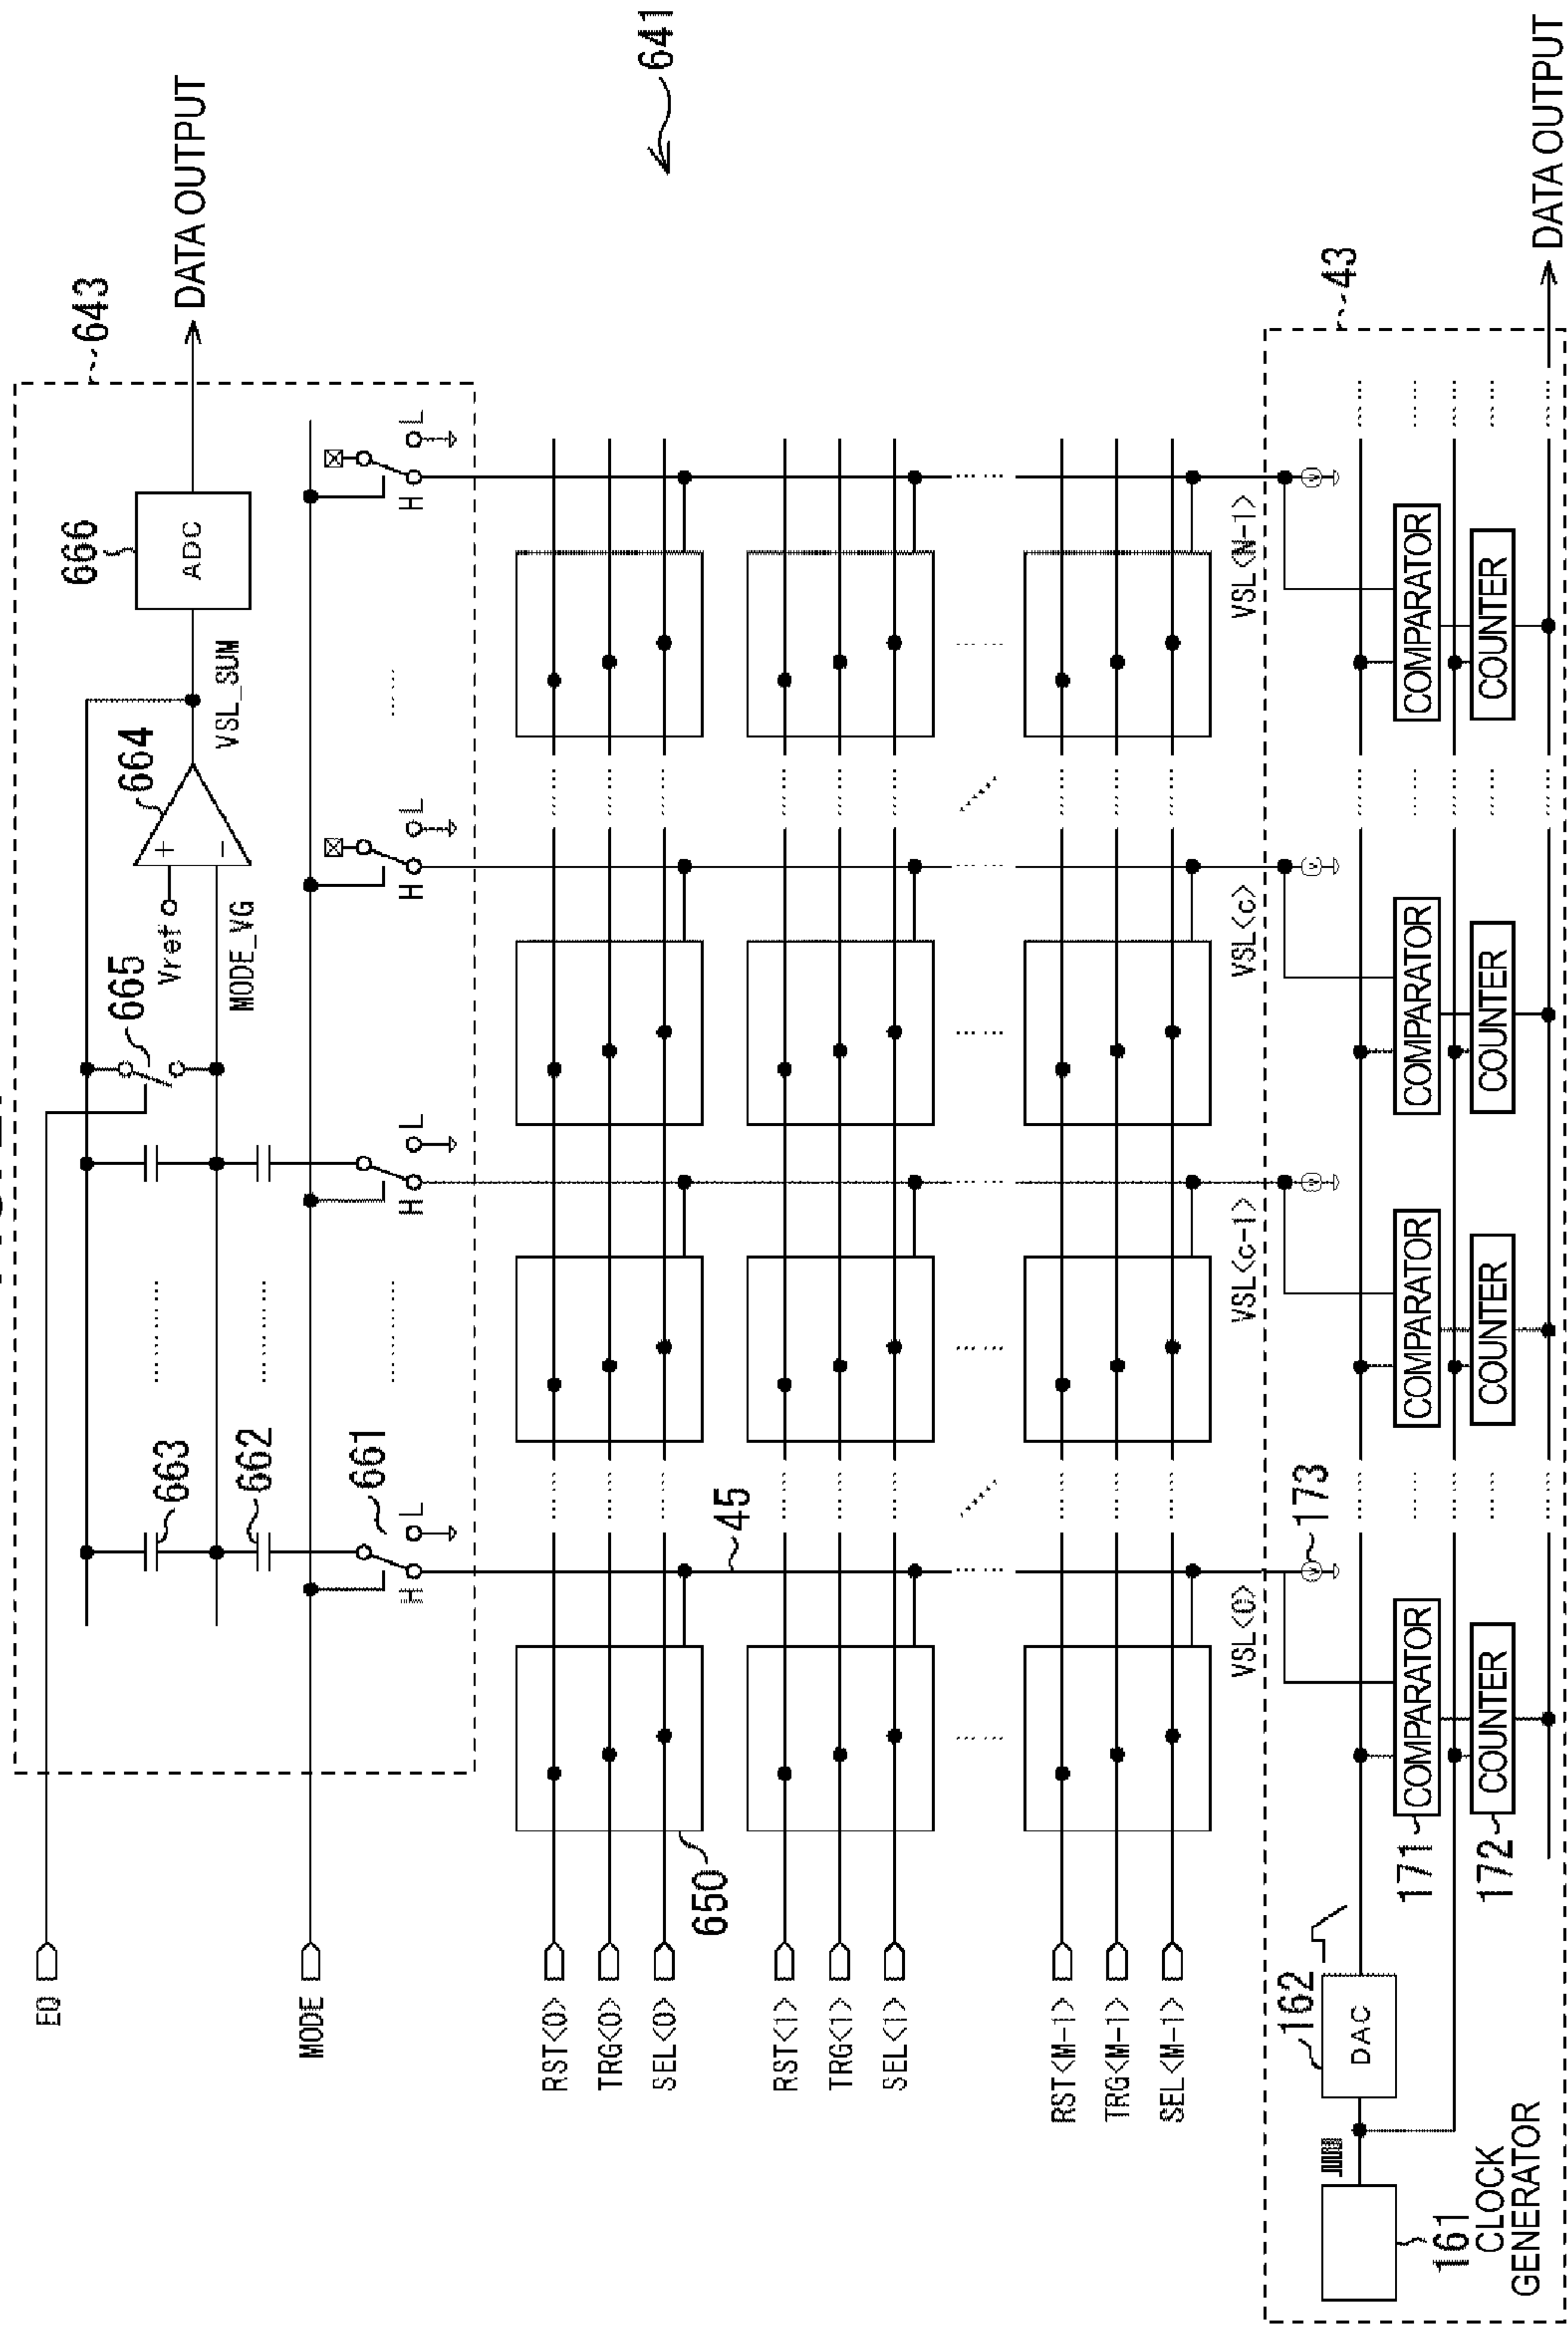 EQ
643
DATA OUTPUT
663
662
661
H
L
H
L
665
Vref
MODE_VG
664
+
-
VSL_SUM
666
ADC
H
L
H
L
MODE
641
RST<0>
TRG<0>
SEL<0>
650
45
RST<1>
TRG<1>
SEL<1>
RST<M-1>
TRG<M-1>
SEL<M-1>
VSL<0>
VSL<c-1>
VSL<c>
VSL<N-1>
43
173
161
CLOCK
GENERATOR
162
DAC
171
COMPARATOR
COMPARATOR
COMPARATOR
COMPARATOR
172
COUNTER
COUNTER
COUNTER
COUNTER
DATA OUTPUT